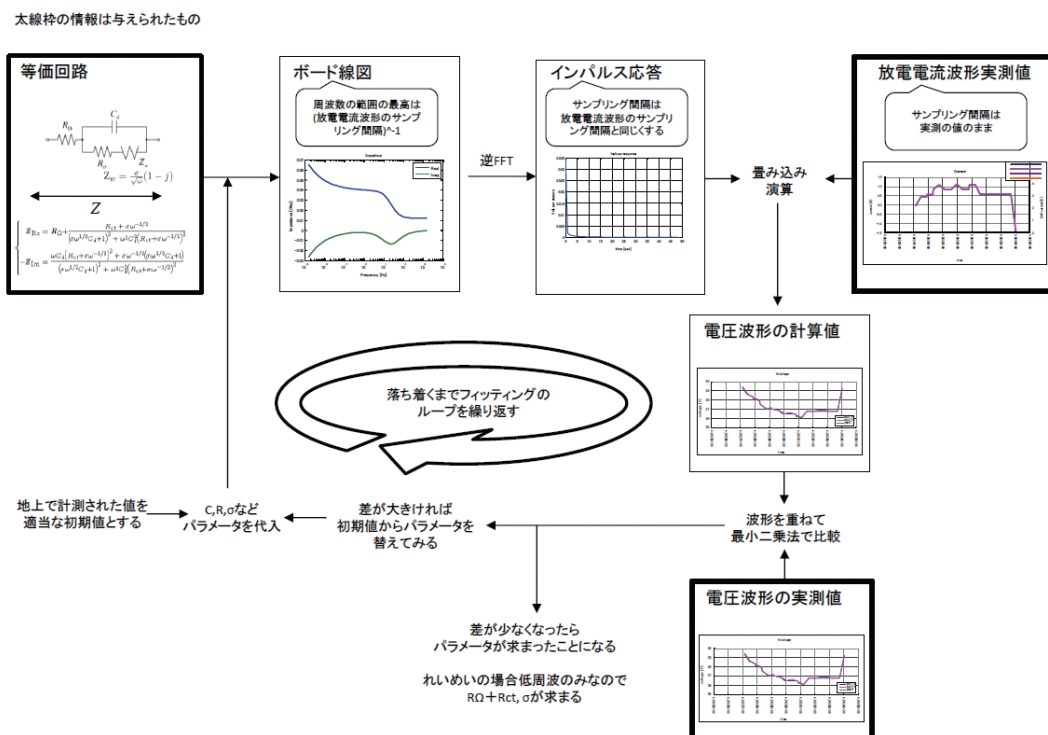 太線枠の情報は与えられたもの
等価回路
C_d
R_Ω
R_σ
Z_w = σ/√ω (1 − j)
Z
ボード線図
周波数の範囲の最高は
(放電電流波形のサンプ
リング間隔)^-1
Impedance
Frequency [Hz]
逆FFT
インパルス応答
サンプリング間隔は
放電電流波形のサンプリ
ング間隔と同じくする
畳み込み
演算
放電電流波形実測値
サンプリング間隔は
実測の値のまま
Current
電圧波形の計算値
Voltage
落ち着くまでフィッティングの
ループを繰り返す
地上で計測された値を
適当な初期値とする
C,R,σなど
パラメータを代入
差が大きければ
初期値からパラメータを
替えてみる
波形を重ねて
最小二乗法で比較
電圧波形の実測値
Voltage
差が少なくなったら
パラメータが求まったことになる
れいめいの場合低周波のみなので
RΩ＋Rct, σが求まる